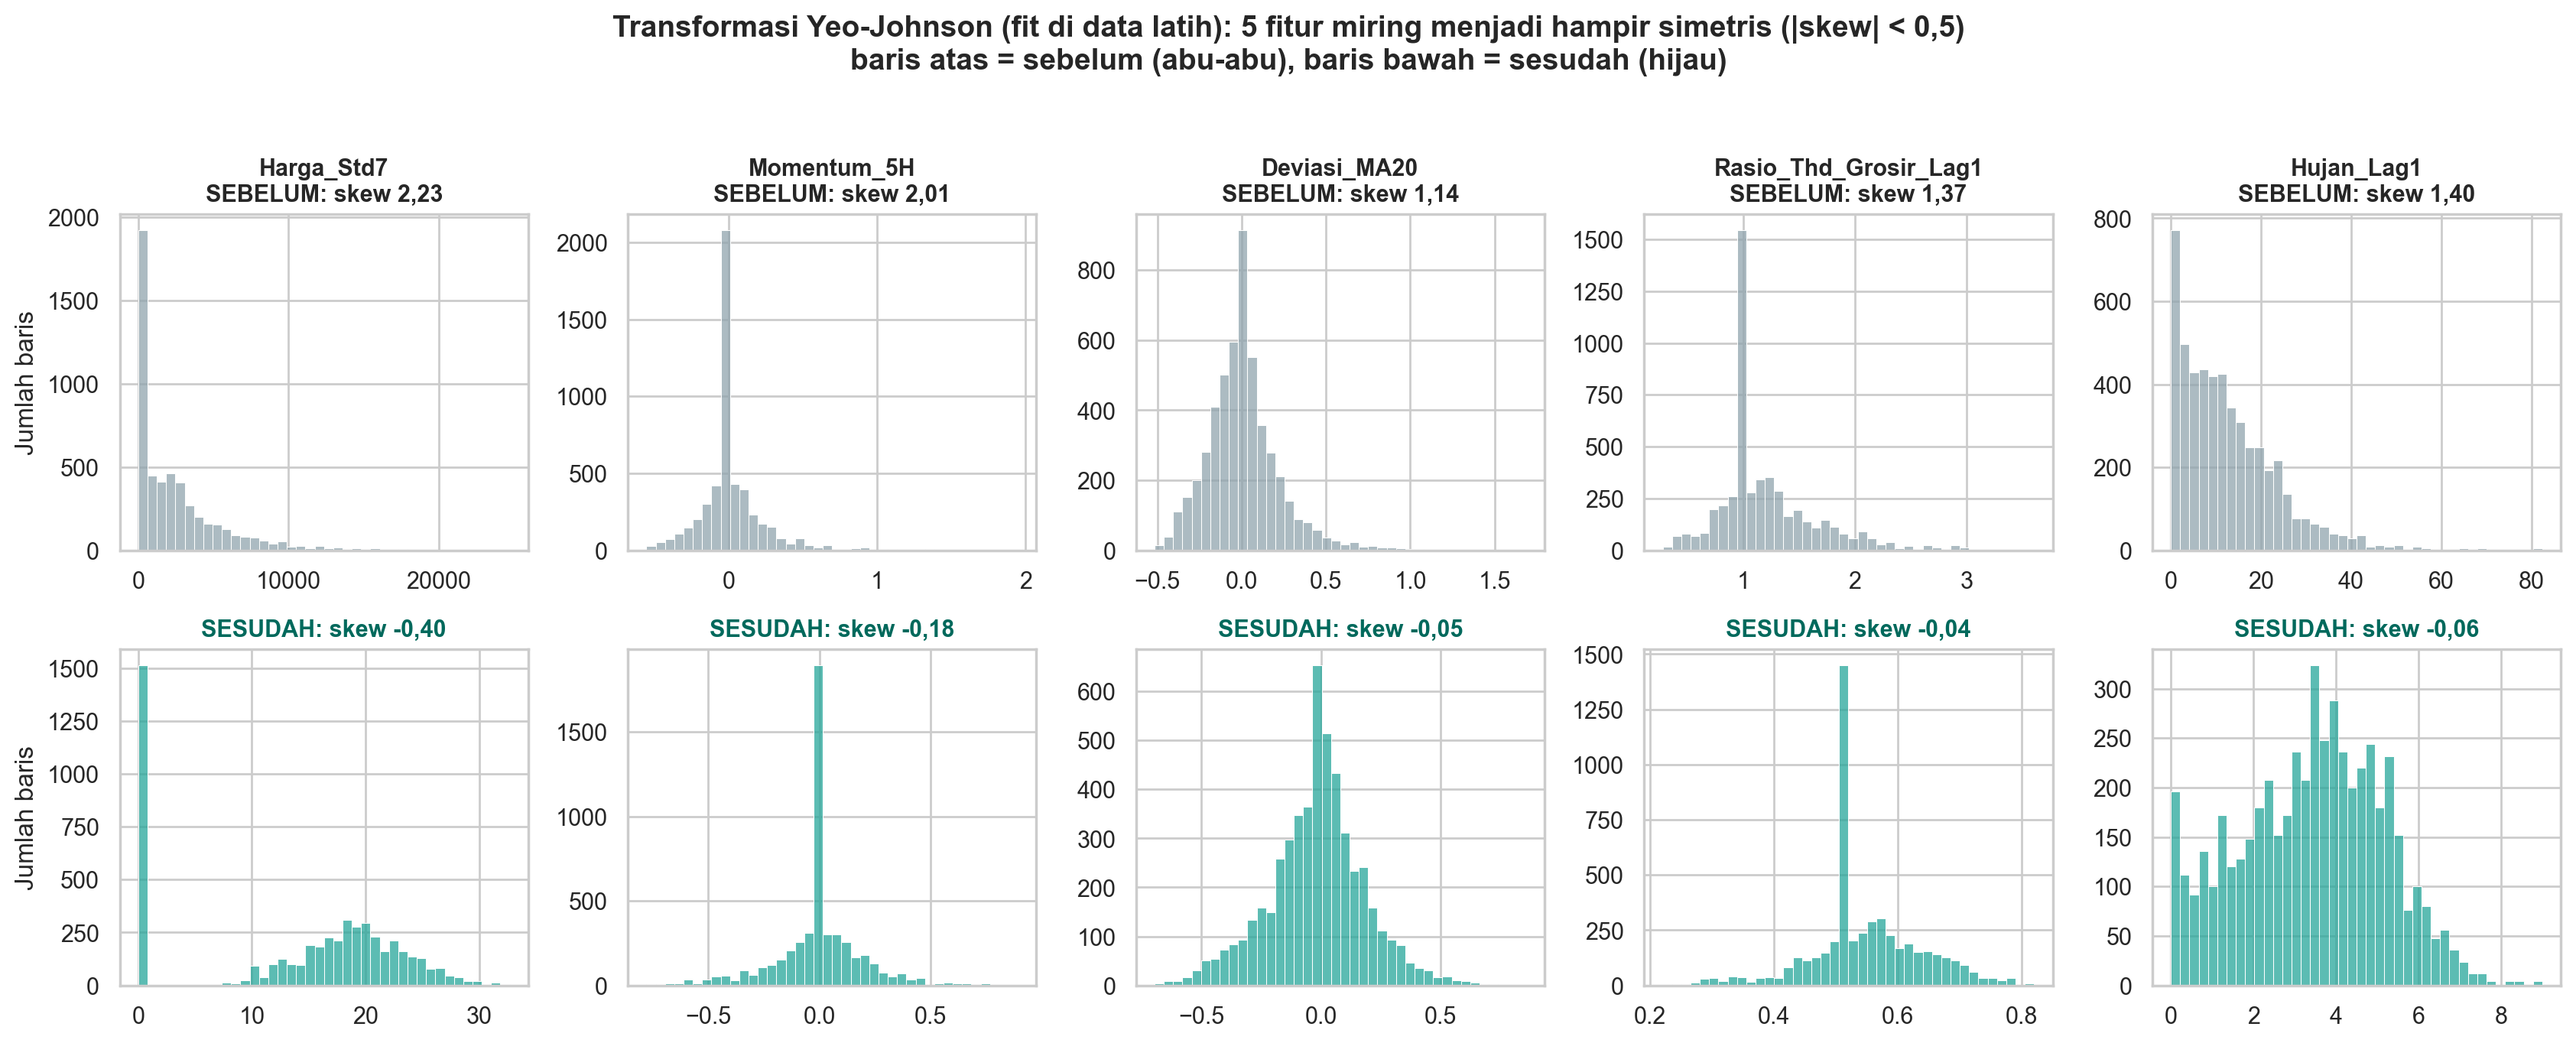 Transformasi Yeo-Johnson (fit di data latih): 5 fitur miring menjadi hampir simetris (|skew| < 0,5)
baris atas = sebelum (abu-abu), baris bawah = sesudah (hijau)
Harga_Std7
SEBELUM: skew 2,23
2000
1500
1000
500
0
Jumlah baris
0 10000 20000
Momentum_5H
SEBELUM: skew 2,01
2000
1500
1000
500
0
0 1 2
Deviasi_MA20
SEBELUM: skew 1,14
800
600
400
200
0
−0.5 0.0 0.5 1.0 1.5
Rasio_Thd_Grosir_Lag1
SEBELUM: skew 1,37
1500
1250
1000
750
500
250
0
1 2 3
Hujan_Lag1
SEBELUM: skew 1,40
800
600
400
200
0
0 20 40 60 80
SESUDAH: skew -0,40
1500
1250
1000
750
500
250
0
Jumlah baris
0 10 20 30
SESUDAH: skew -0,18
1500
1000
500
0
−0.5 0.0 0.5
SESUDAH: skew -0,05
600
500
400
300
200
100
0
−0.5 0.0 0.5
SESUDAH: skew -0,04
1500
1250
1000
750
500
250
0
0.2 0.4 0.6 0.8
SESUDAH: skew -0,06
300
250
200
150
100
50
0
0 2 4 6 8